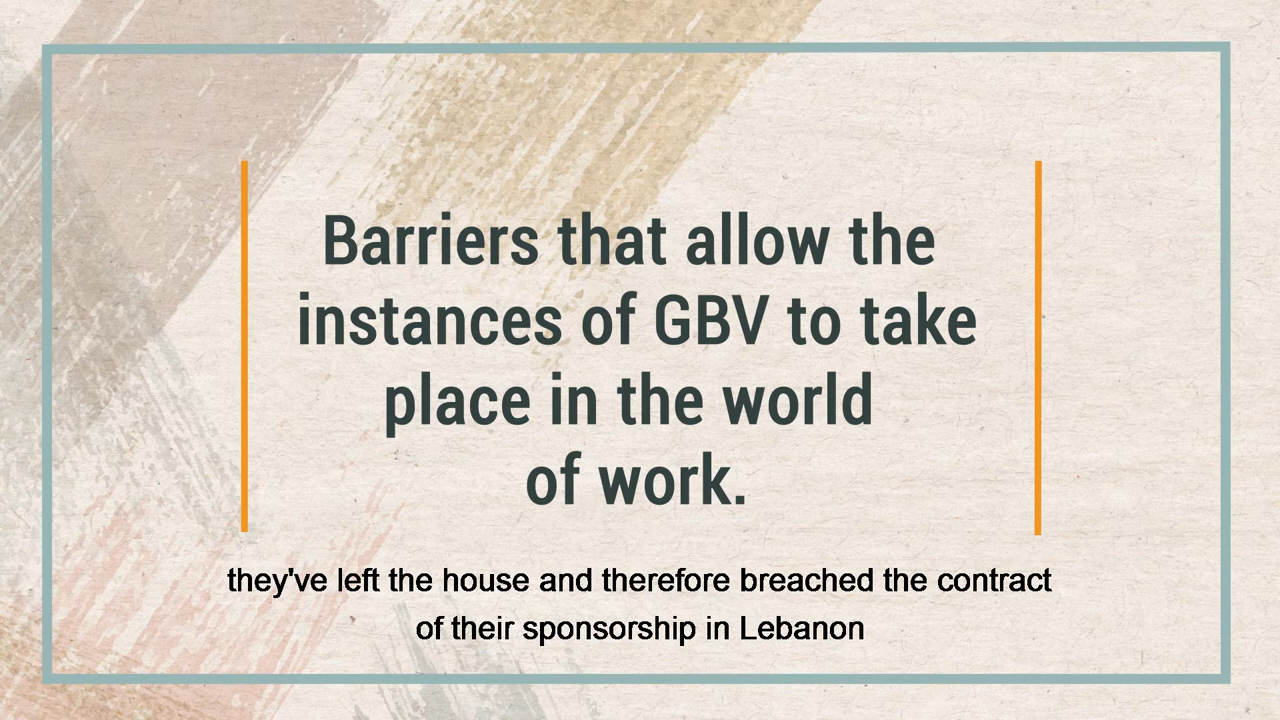 Barriers that allow the
instances of GBV to take
place in the world
of work.
they've left the house and therefore breached the contract
of their sponsorship in Lebanon